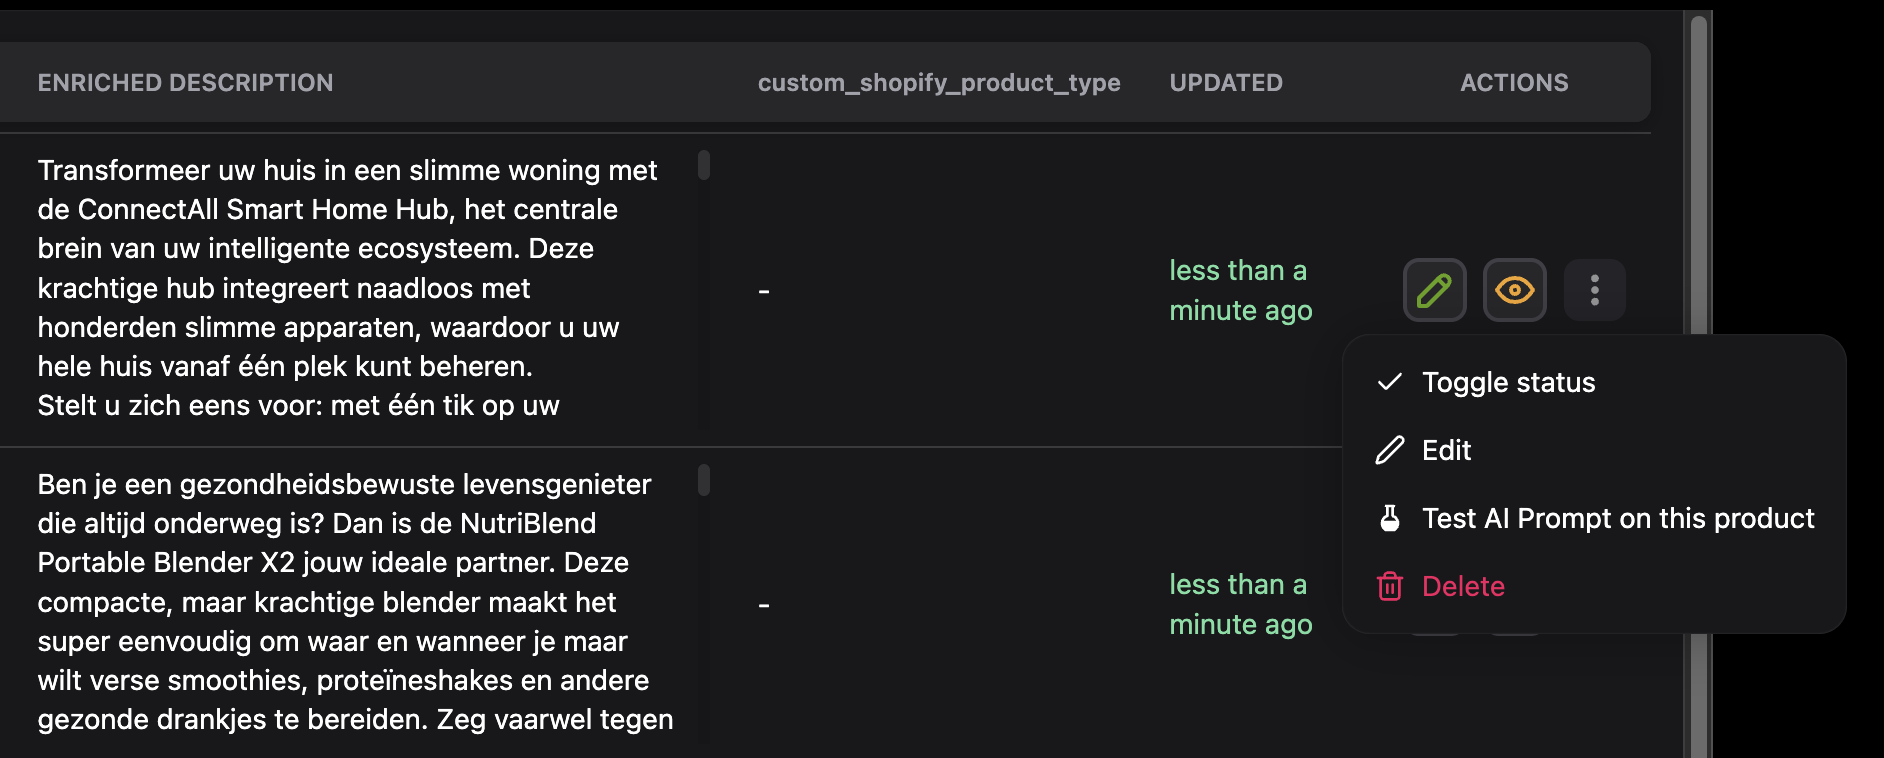 ENRICHED DESCRIPTION custom_shopify_product_type UPDATED ACTIONS
Transformeer uw huis in een slimme woning met
de ConnectAll Smart Home Hub, het centrale
brein van uw intelligente ecosysteem. Deze
krachtige hub integreert naadloos met
honderden slimme apparaten, waardoor u uw
hele huis vanaf één plek kunt beheren.
Stelt u zich eens voor: met één tik op uw
-
less than a
minute ago
Toggle status
Edit
Test AI Prompt on this product
Delete
Ben je een gezondheidsbewuste levensgenieter
die altijd onderweg is? Dan is de NutriBlend
Portable Blender X2 jouw ideale partner. Deze
compacte, maar krachtige blender maakt het
super eenvoudig om waar en wanneer je maar
wilt verse smoothies, proteïneshakes en andere
gezonde drankjes te bereiden. Zeg vaarwel tegen
-
less than a
minute ago